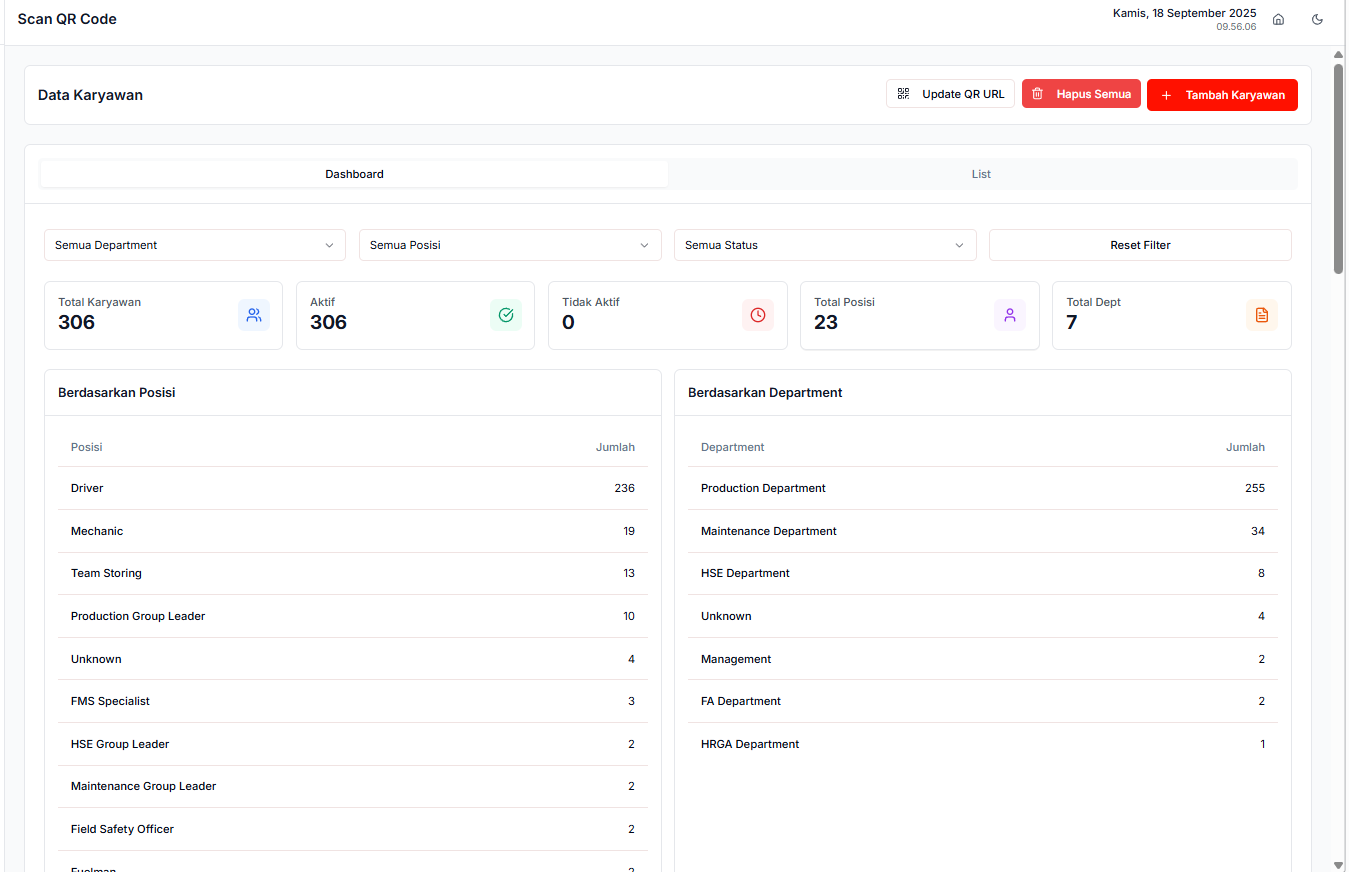 Scan QR Code
Kamis, 18 September 2025
09.56.06
Data Karyawan
Update QR URL
Hapus Semua
Tambah Karyawan
Dashboard
List
Semua Department
Semua Posisi
Semua Status
Reset Filter
Total Karyawan
306
Aktif
306
Tidak Aktif
0
Total Posisi
23
Total Dept
7
Berdasarkan Posisi
Posisi Jumlah
Driver 236
Mechanic 19
Team Storing 13
Production Group Leader 10
Unknown 4
FMS Specialist 3
HSE Group Leader 2
Maintenance Group Leader 2
Field Safety Officer 2
Fuelman 2
Berdasarkan Department
Department Jumlah
Production Department 255
Maintenance Department 34
HSE Department 8
Unknown 4
Management 2
FA Department 2
HRGA Department 1